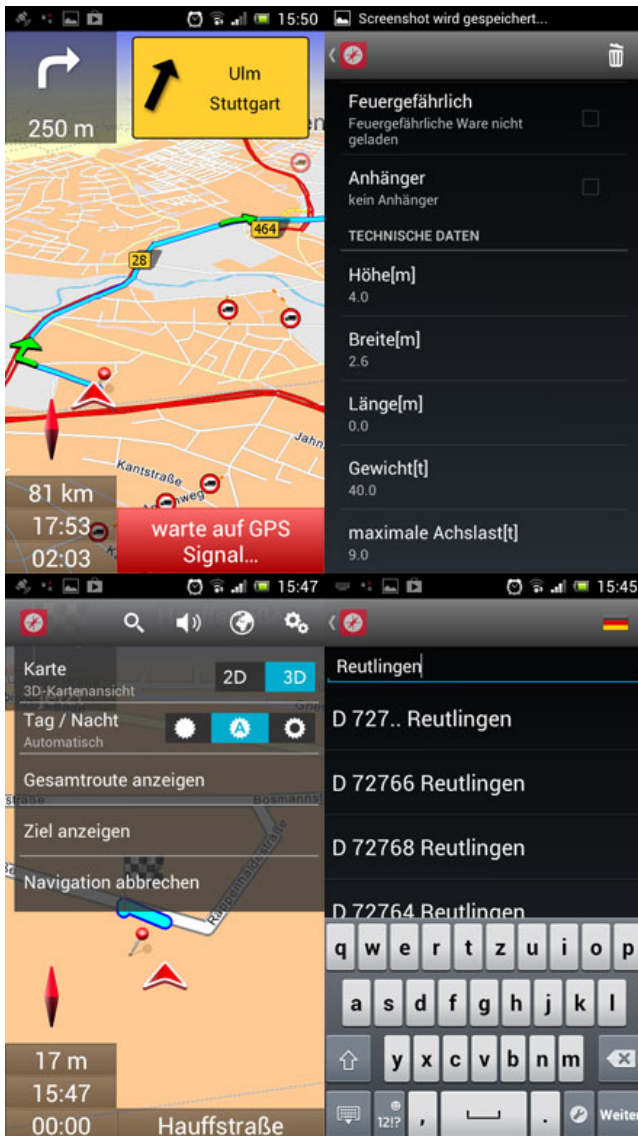 15:50
250 m
Ulm
Stuttgart
464
28
Kantstraße
Jahn
81 km
17:53
02:03
warte auf GPS
Signal...
Screenshot wird gespeichert...
Feuergefährlich
Feuergefährliche Ware nicht
geladen
Anhänger
kein Anhänger
TECHNISCHE DATEN
Höhe[m]
4.0
Breite[m]
2.6
Länge[m]
0.0
Gewicht[t]
40.0
maximale Achslast[t]
9.0
15:47
Karte
3D-Kartenansicht
2D 3D
Tag / Nacht
Automatisch
A
Gesamtroute anzeigen
Ziel anzeigen
Navigation abbrechen
Rappenhaldestraße
17 m
15:47
00:00
Hauffstraße
15:45
Reutlingen
D 727.. Reutlingen
D 72766 Reutlingen
D 72768 Reutlingen
D 72764 Reutlingen
q w e r t z u i o p
a s d f g h j k l
y x c v b n m
12!? , . Weiter